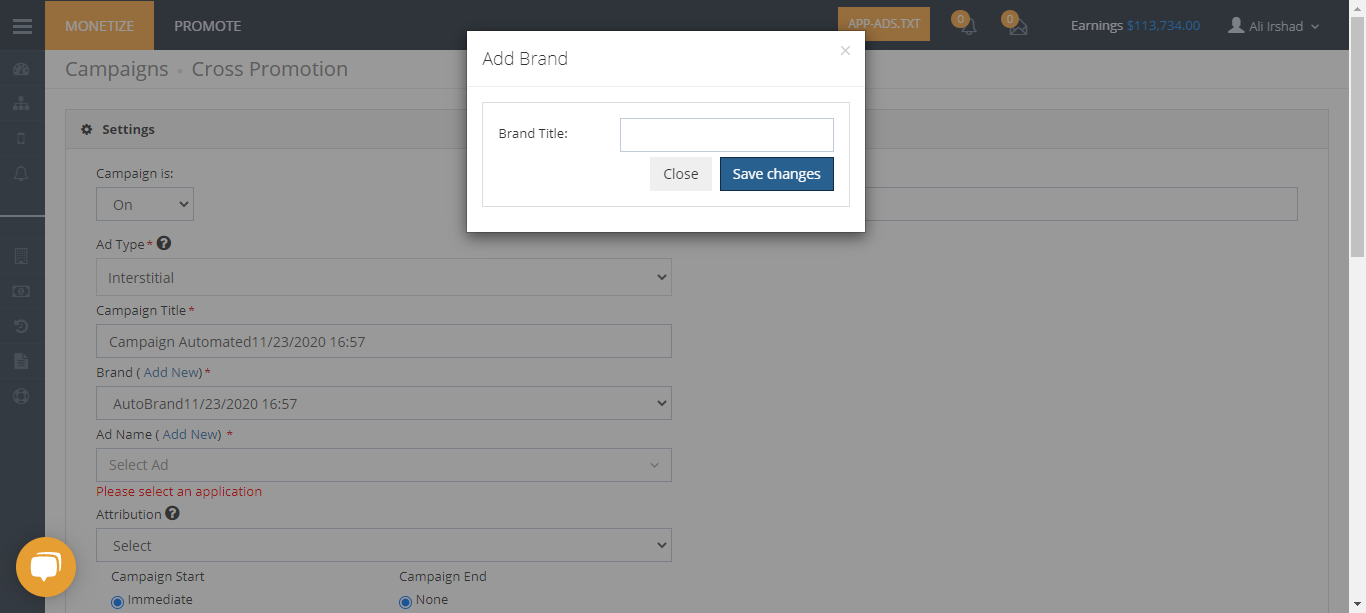 MONETIZE PROMOTE APP-ADS.TXT 0 0 Earnings $113,734.00 Ali Irshad
Campaigns Cross Promotion
Add Brand ×
Settings
Brand Title:
Close Save changes
Campaign is:
On
Ad Type *
Interstitial
Campaign Title *
Campaign Automated11/23/2020 16:57
Brand ( Add New) *
AutoBrand11/23/2020 16:57
Ad Name ( Add New) *
Select Ad
Please select an application
Attribution
Select
Campaign Start Campaign End
Immediate None